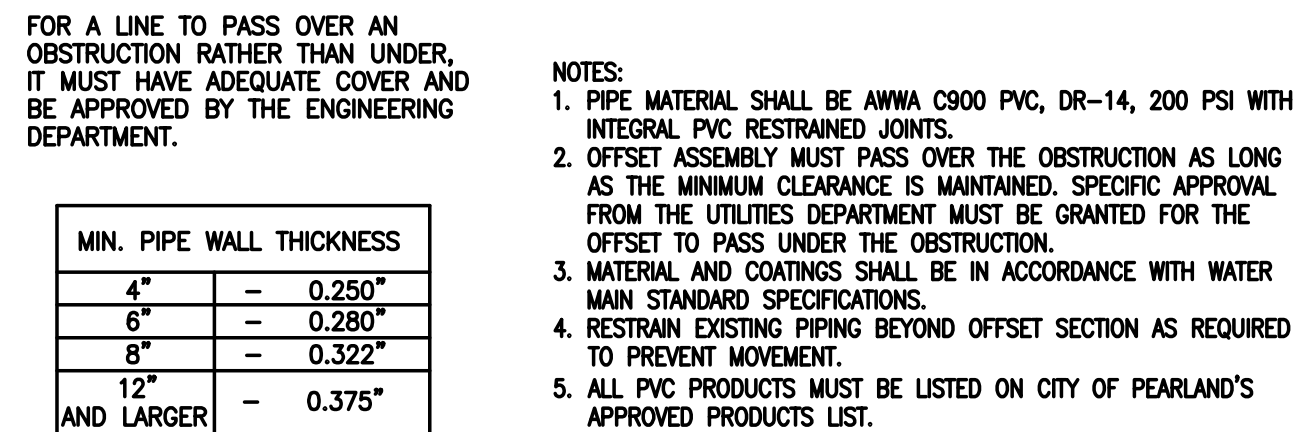 FOR A LINE TO PASS OVER AN
OBSTRUCTION RATHER THAN UNDER,
IT MUST HAVE ADEQUATE COVER AND
BE APPROVED BY THE ENGINEERING
DEPARTMENT.
MIN. PIPE WALL THICKNESS
4" – 0.250"
6" – 0.280"
8" – 0.322"
12"
AND LARGER – 0.375"
NOTES:
1. PIPE MATERIAL SHALL BE AWWA C900 PVC, DR–14, 200 PSI WITH
INTEGRAL PVC RESTRAINED JOINTS.
2. OFFSET ASSEMBLY MUST PASS OVER THE OBSTRUCTION AS LONG
AS THE MINIMUM CLEARANCE IS MAINTAINED. SPECIFIC APPROVAL
FROM THE UTILITIES DEPARTMENT MUST BE GRANTED FOR THE
OFFSET TO PASS UNDER THE OBSTRUCTION.
3. MATERIAL AND COATINGS SHALL BE IN ACCORDANCE WITH WATER
MAIN STANDARD SPECIFICATIONS.
4. RESTRAIN EXISTING PIPING BEYOND OFFSET SECTION AS REQUIRED
TO PREVENT MOVEMENT.
5. ALL PVC PRODUCTS MUST BE LISTED ON CITY OF PEARLAND'S
APPROVED PRODUCTS LIST.